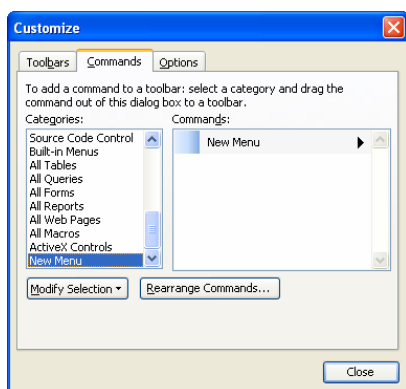 Customize
Toolbars Commands Options
To add a command to a toolbar: select a category and drag the
command out of this dialog box to a toolbar.
Categories: Commands:
Source Code Control
Built-in Menus
All Tables
All Queries
All Forms
All Reports
All Web Pages
All Macros
ActiveX Controls
New Menu
New Menu
Modify Selection Rearrange Commands...
Close